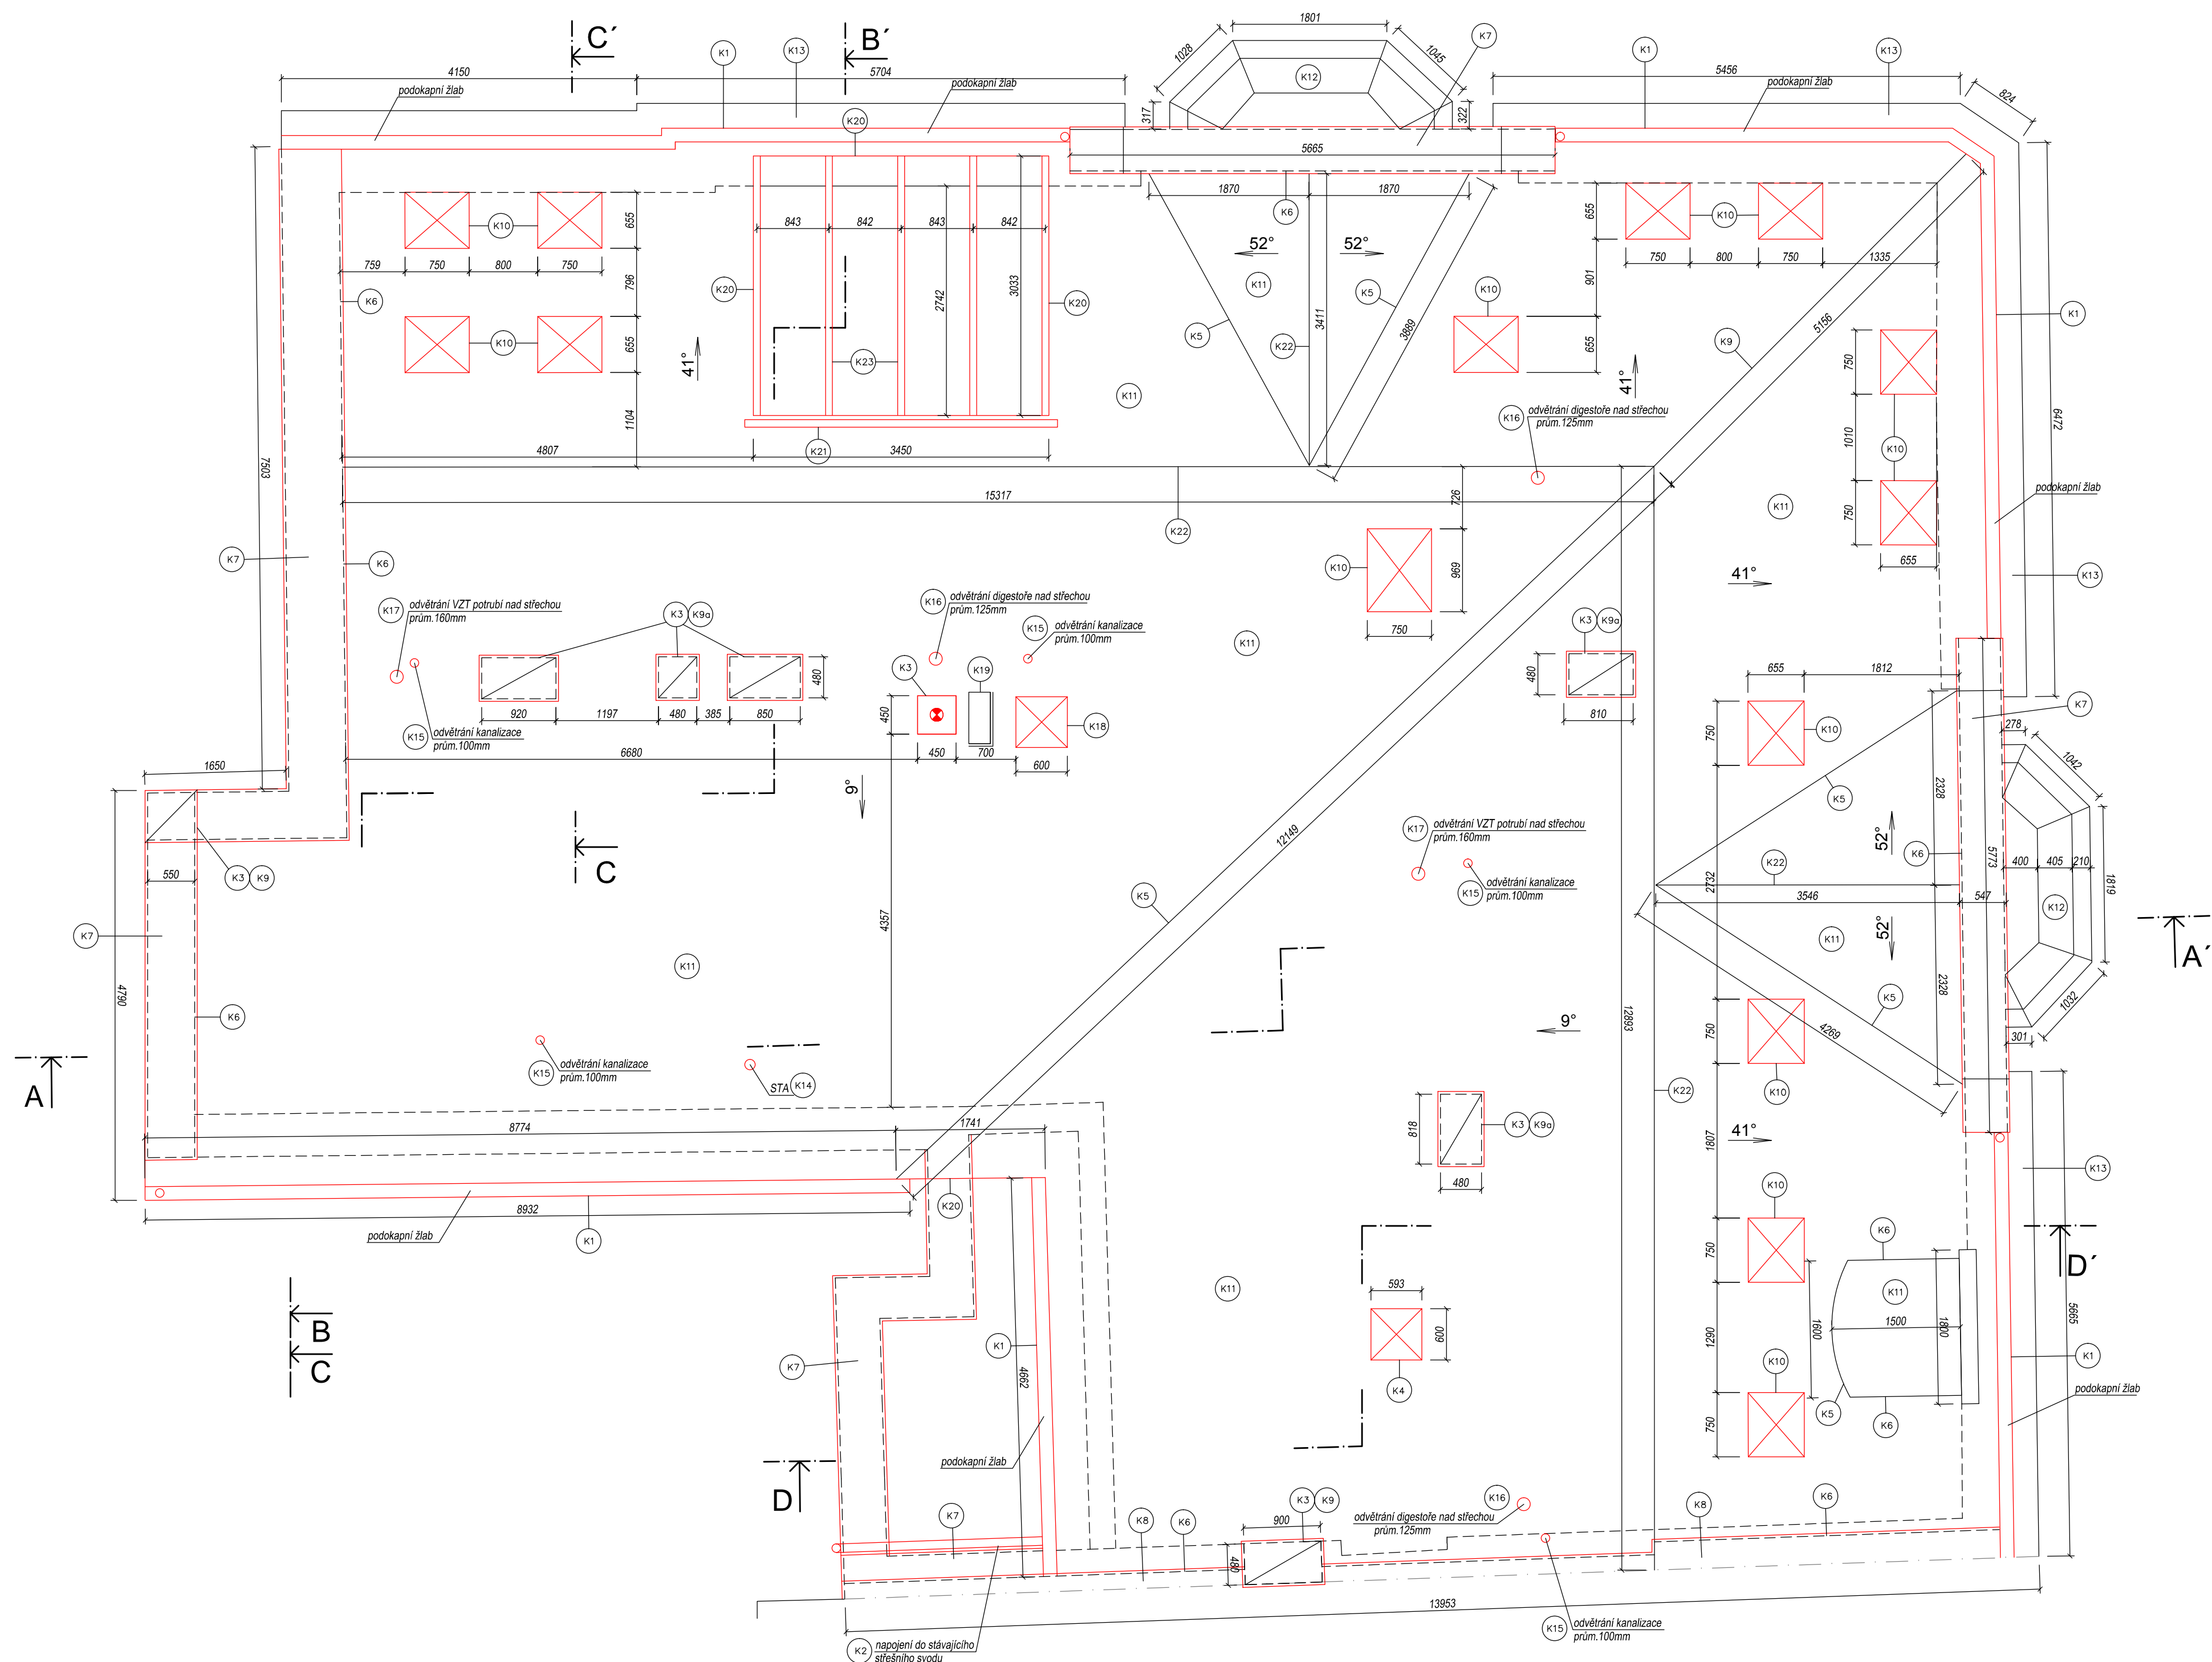 C´
B´
1801
K7
K1
K13
K1
K13
1028
1045
K12
4150
5704
5456
podokapní žlab
podokapní žlab
podokapní žlab
824
317
322
K20
5665
1870
1870
K6
655
K10
843
842
843
842
52°
52°
655
K10
759
750
800
750
750
800
750
1335
796
901
K6
K20
2742
3033
K20
K11
K5
K10
K1
K10
655
41°
K23
K5
3411
K22
3889
655
5156
K9
750
6472
K11
41°
1104
K16
odvětrání digestoře nad střechou
prům.125mm
1010
K10
4807
K21
3450
7503
15317
726
K11
podokapní žlab
750
K22
K7
K6
K10
969
655
41°
K13
K17
odvětrání VZT potrubí nad střechou
prům.160mm
K3
K9a
K16
odvětrání digestoře nad střechou
prům.125mm
K15
odvětrání kanalizace
prům.100mm
750
K11
K3
K9a
480
K3
K19
480
655
1812
K7
920
1197
480
385
850
450
K18
810
750
K10
278
K15
odvětrání kanalizace
prům.100mm
6680
450
700
600
1042
1650
9°
2328
K5
K17
odvětrání VZT potrubí nad střechou
prům.160mm
52°
5773
K6
C
12149
K22
400
405
210
1819
550
K3
K9
K15
odvětrání kanalizace
prům.100mm
2732
K5
3546
547
K12
K7
4357
52°
K11
A´
K11
4790
K6
2328
K5
1032
12893
9°
750
4269
301
A
K15
odvětrání kanalizace
prům.100mm
STA
K14
K22
K10
8774
1741
818
K3
K9a
1807
41°
K13
480
K10
8932
K20
podokapní žlab
K1
750
K6
D´
K11
593
K11
B
C
K1
600
1290
1600
1500
1800
5665
K7
4662
K4
K10
K1
podokapní žlab
K5
K6
750
podokapní žlab
D
K7
K8
K6
K3
K9
K16
odvětrání digestoře nad střechou
prům.125mm
K8
K6
900
480
13953
K2
napojení do stávajícího
střešního svodu
K15
odvětrání kanalizace
prům.100mm